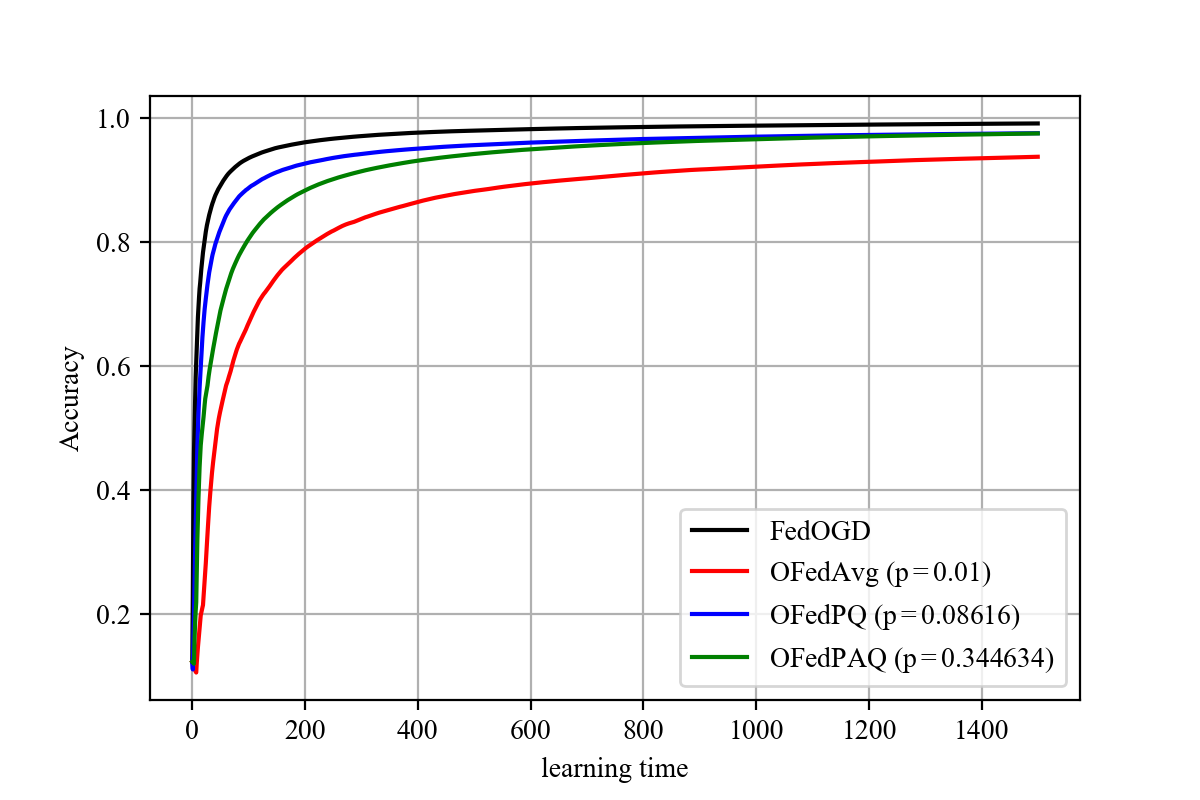 1.0
0.8
0.6
0.4
0.2
Accuracy
FedOGD
OFedAvg (p=0.01)
OFedPQ (p=0.08616)
OFedPAQ (p=0.344634)
0 200 400 600 800 1000 1200 1400
learning time